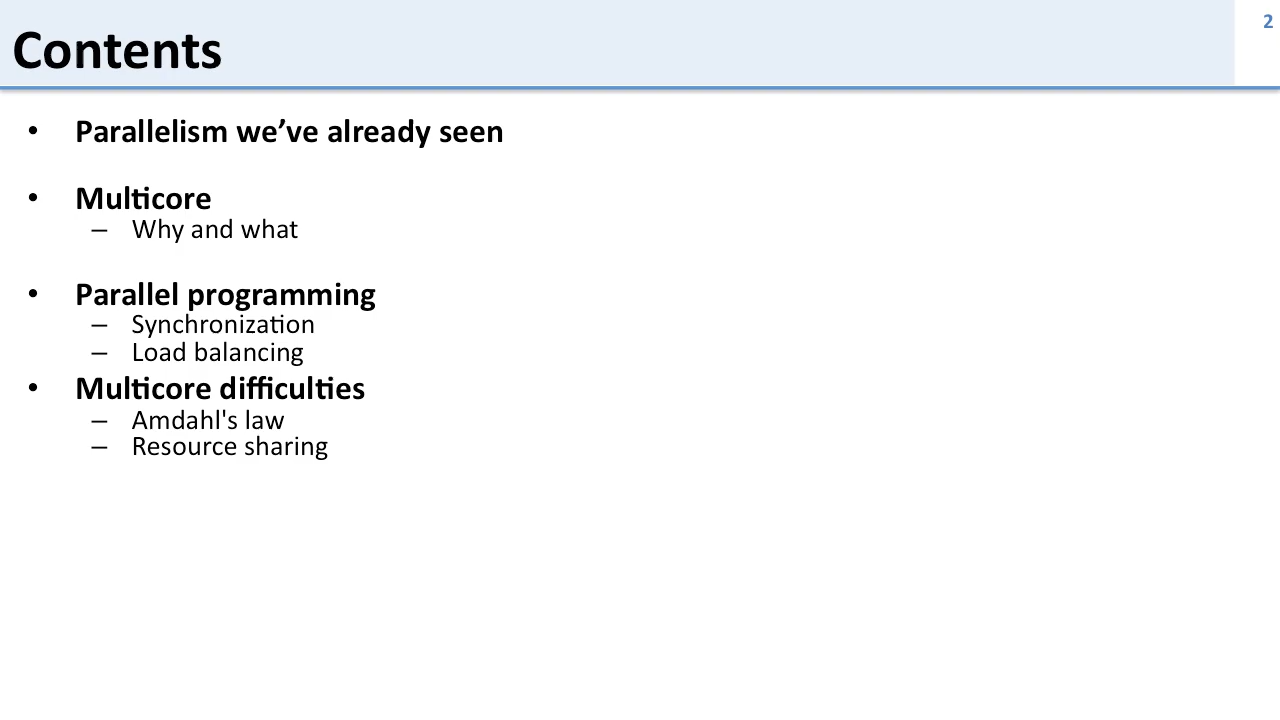 Contents
2
• Parallelism we’ve already seen
• Multicore
– Why and what
• Parallel programming
– Synchronization
– Load balancing
• Multicore difficulties
– Amdahl's law
– Resource sharing